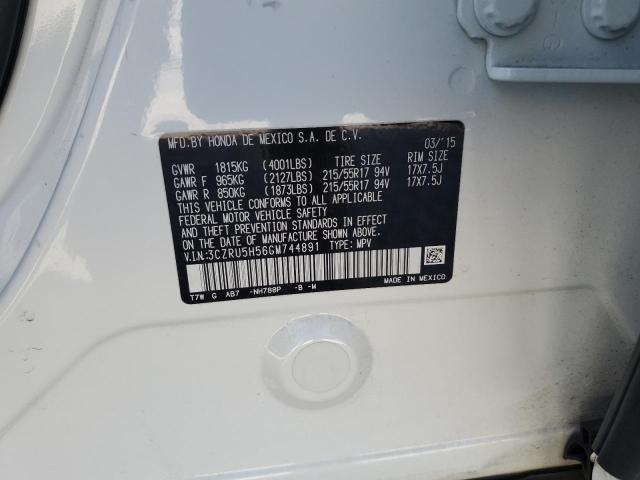 MFD.BY HONDA DE MEXICO S.A. DE C.V. 03/'15
GVWR 1815KG (4001LBS) TIRE SIZE RIM SIZE
GAWR F 965KG (2127LBS) 215/55R17 94V 17X7.5J
GAWR R 850KG (1873LBS) 215/55R17 94V 17X7.5J
THIS VEHICLE CONFORMS TO ALL APPLICABLE
FEDERAL MOTOR VEHICLE SAFETY
AND THEFT PREVENTION STANDARDS IN EFFECT
ON THE DATE OF MANUFACTURE SHOWN ABOVE.
V.I.N.:3CZRU5H56GM744891 TYPE: MPV
T7W G AB7 -NH788P -B -M MADE IN MEXICO